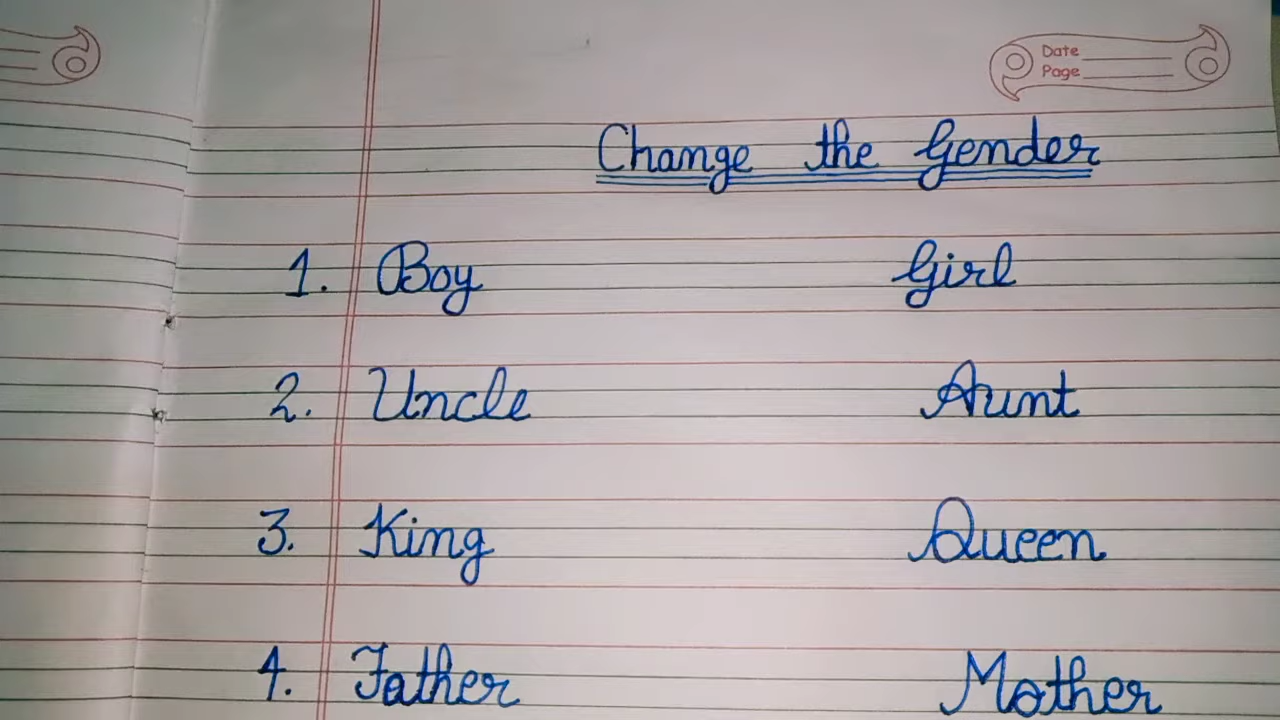 Date
Page
Change the Gender
1. Boy Girl
2. Uncle Aunt
3. King Queen
4. Father Mother